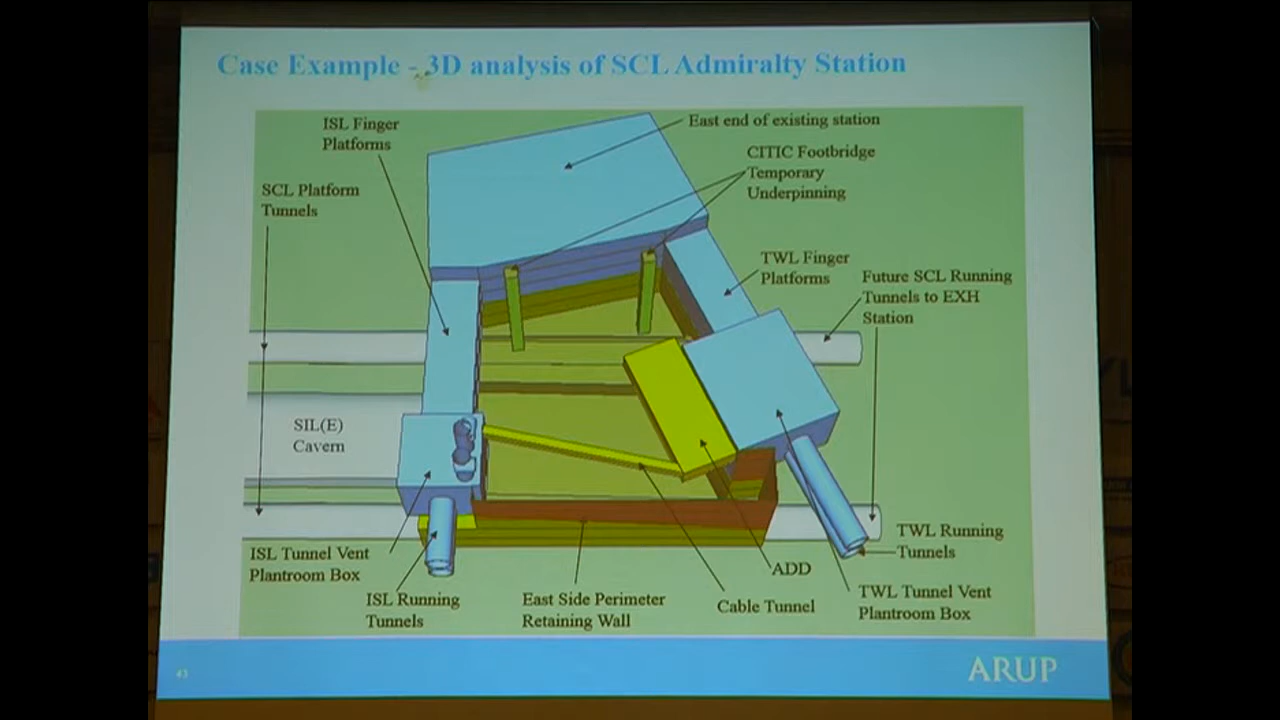 Case Example - 3D analysis of SCL Admiralty Station
ISL Finger
Platforms
East end of existing station
CITIC Footbridge
Temporary
Underpinning
SCL Platform
Tunnels
TWL Finger
Platforms
Future SCL Running
Tunnels to EXH
Station
SIL(E)
Cavern
ISL Tunnel Vent
Plantroom Box
ISL Running
Tunnels
East Side Perimeter
Retaining Wall
Cable Tunnel
ADD
TWL Running
Tunnels
TWL Tunnel Vent
Plantroom Box
43
ARUP